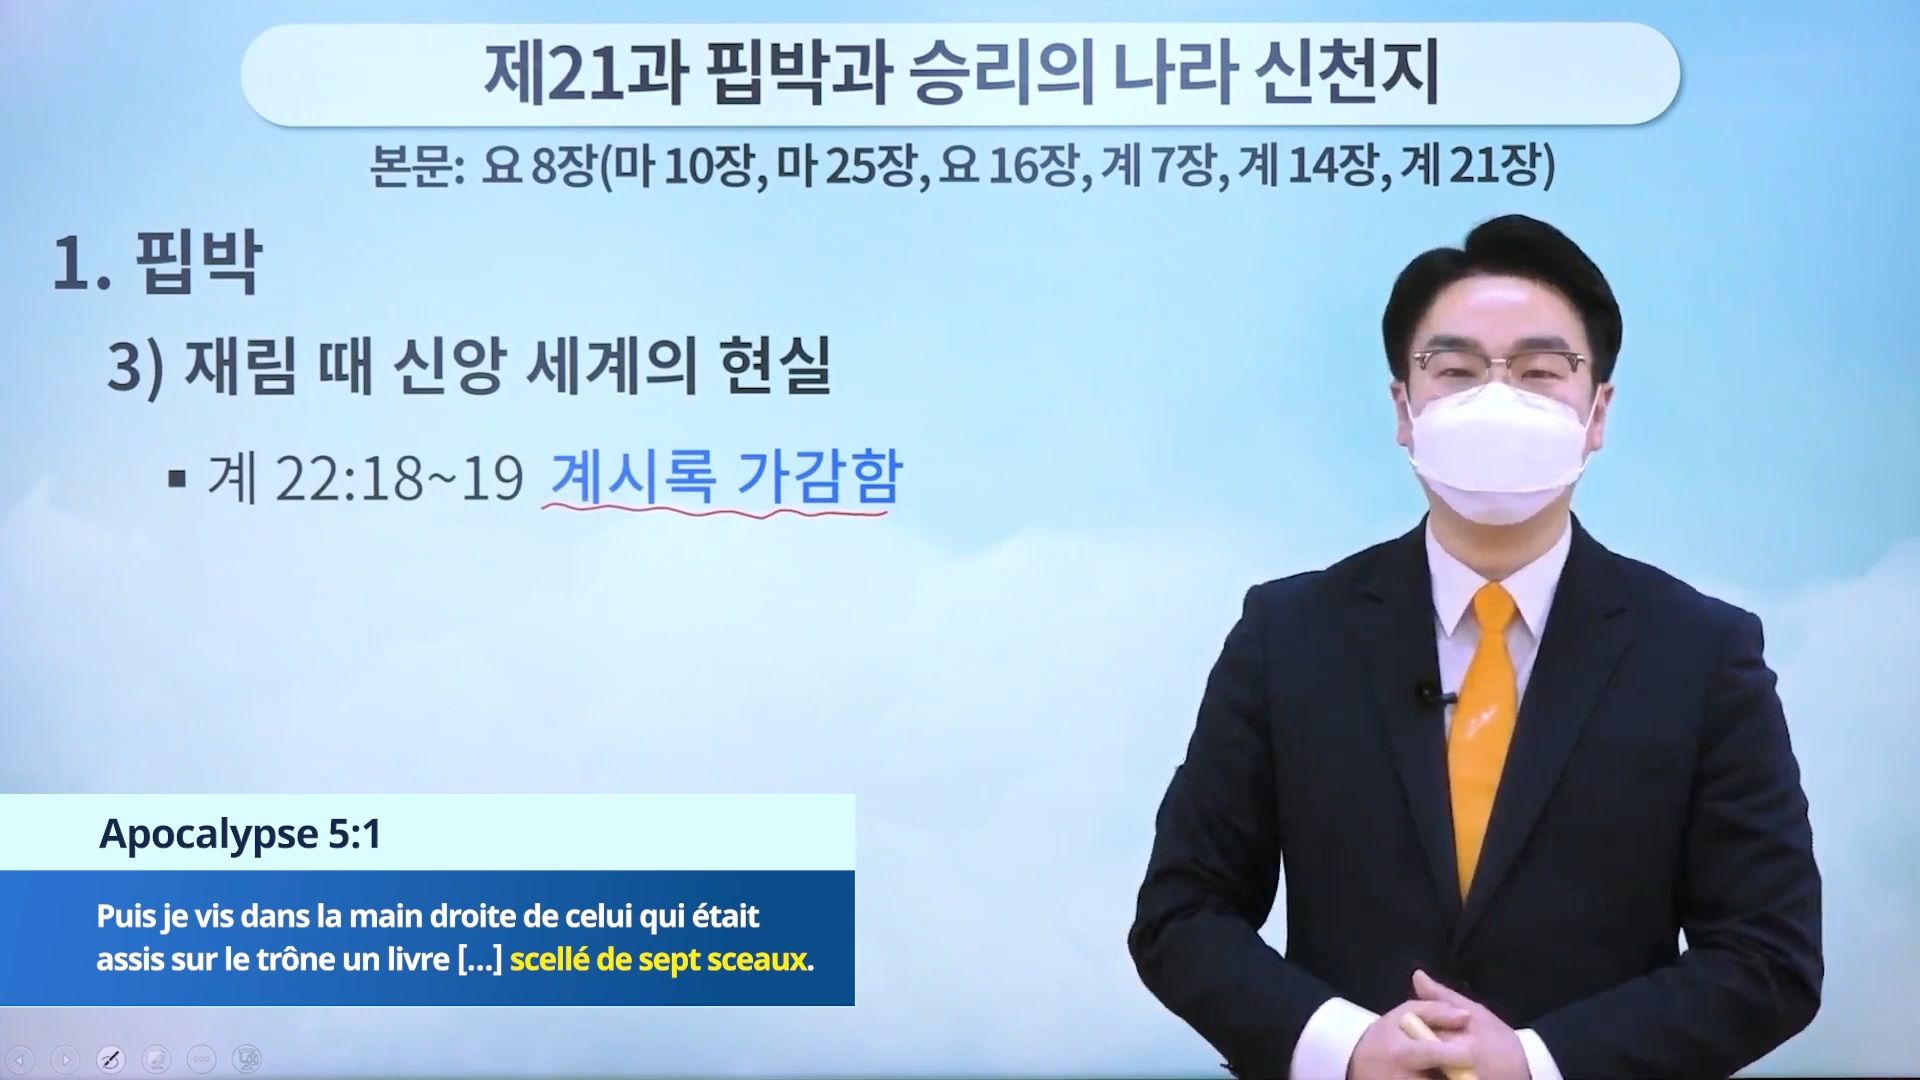 제21과 핍박과 승리의 나라 신천지
본문: 요 8장(마 10장, 마 25장, 요 16장, 계 7장, 계 14장, 계 21장)
1. 핍박
3) 재림 때 신앙 세계의 현실
▪ 계 22:18~19 계시록 가감함
Apocalypse 5:1
Puis je vis dans la main droite de celui qui était
assis sur le trône un livre [...] scellé de sept sceaux.